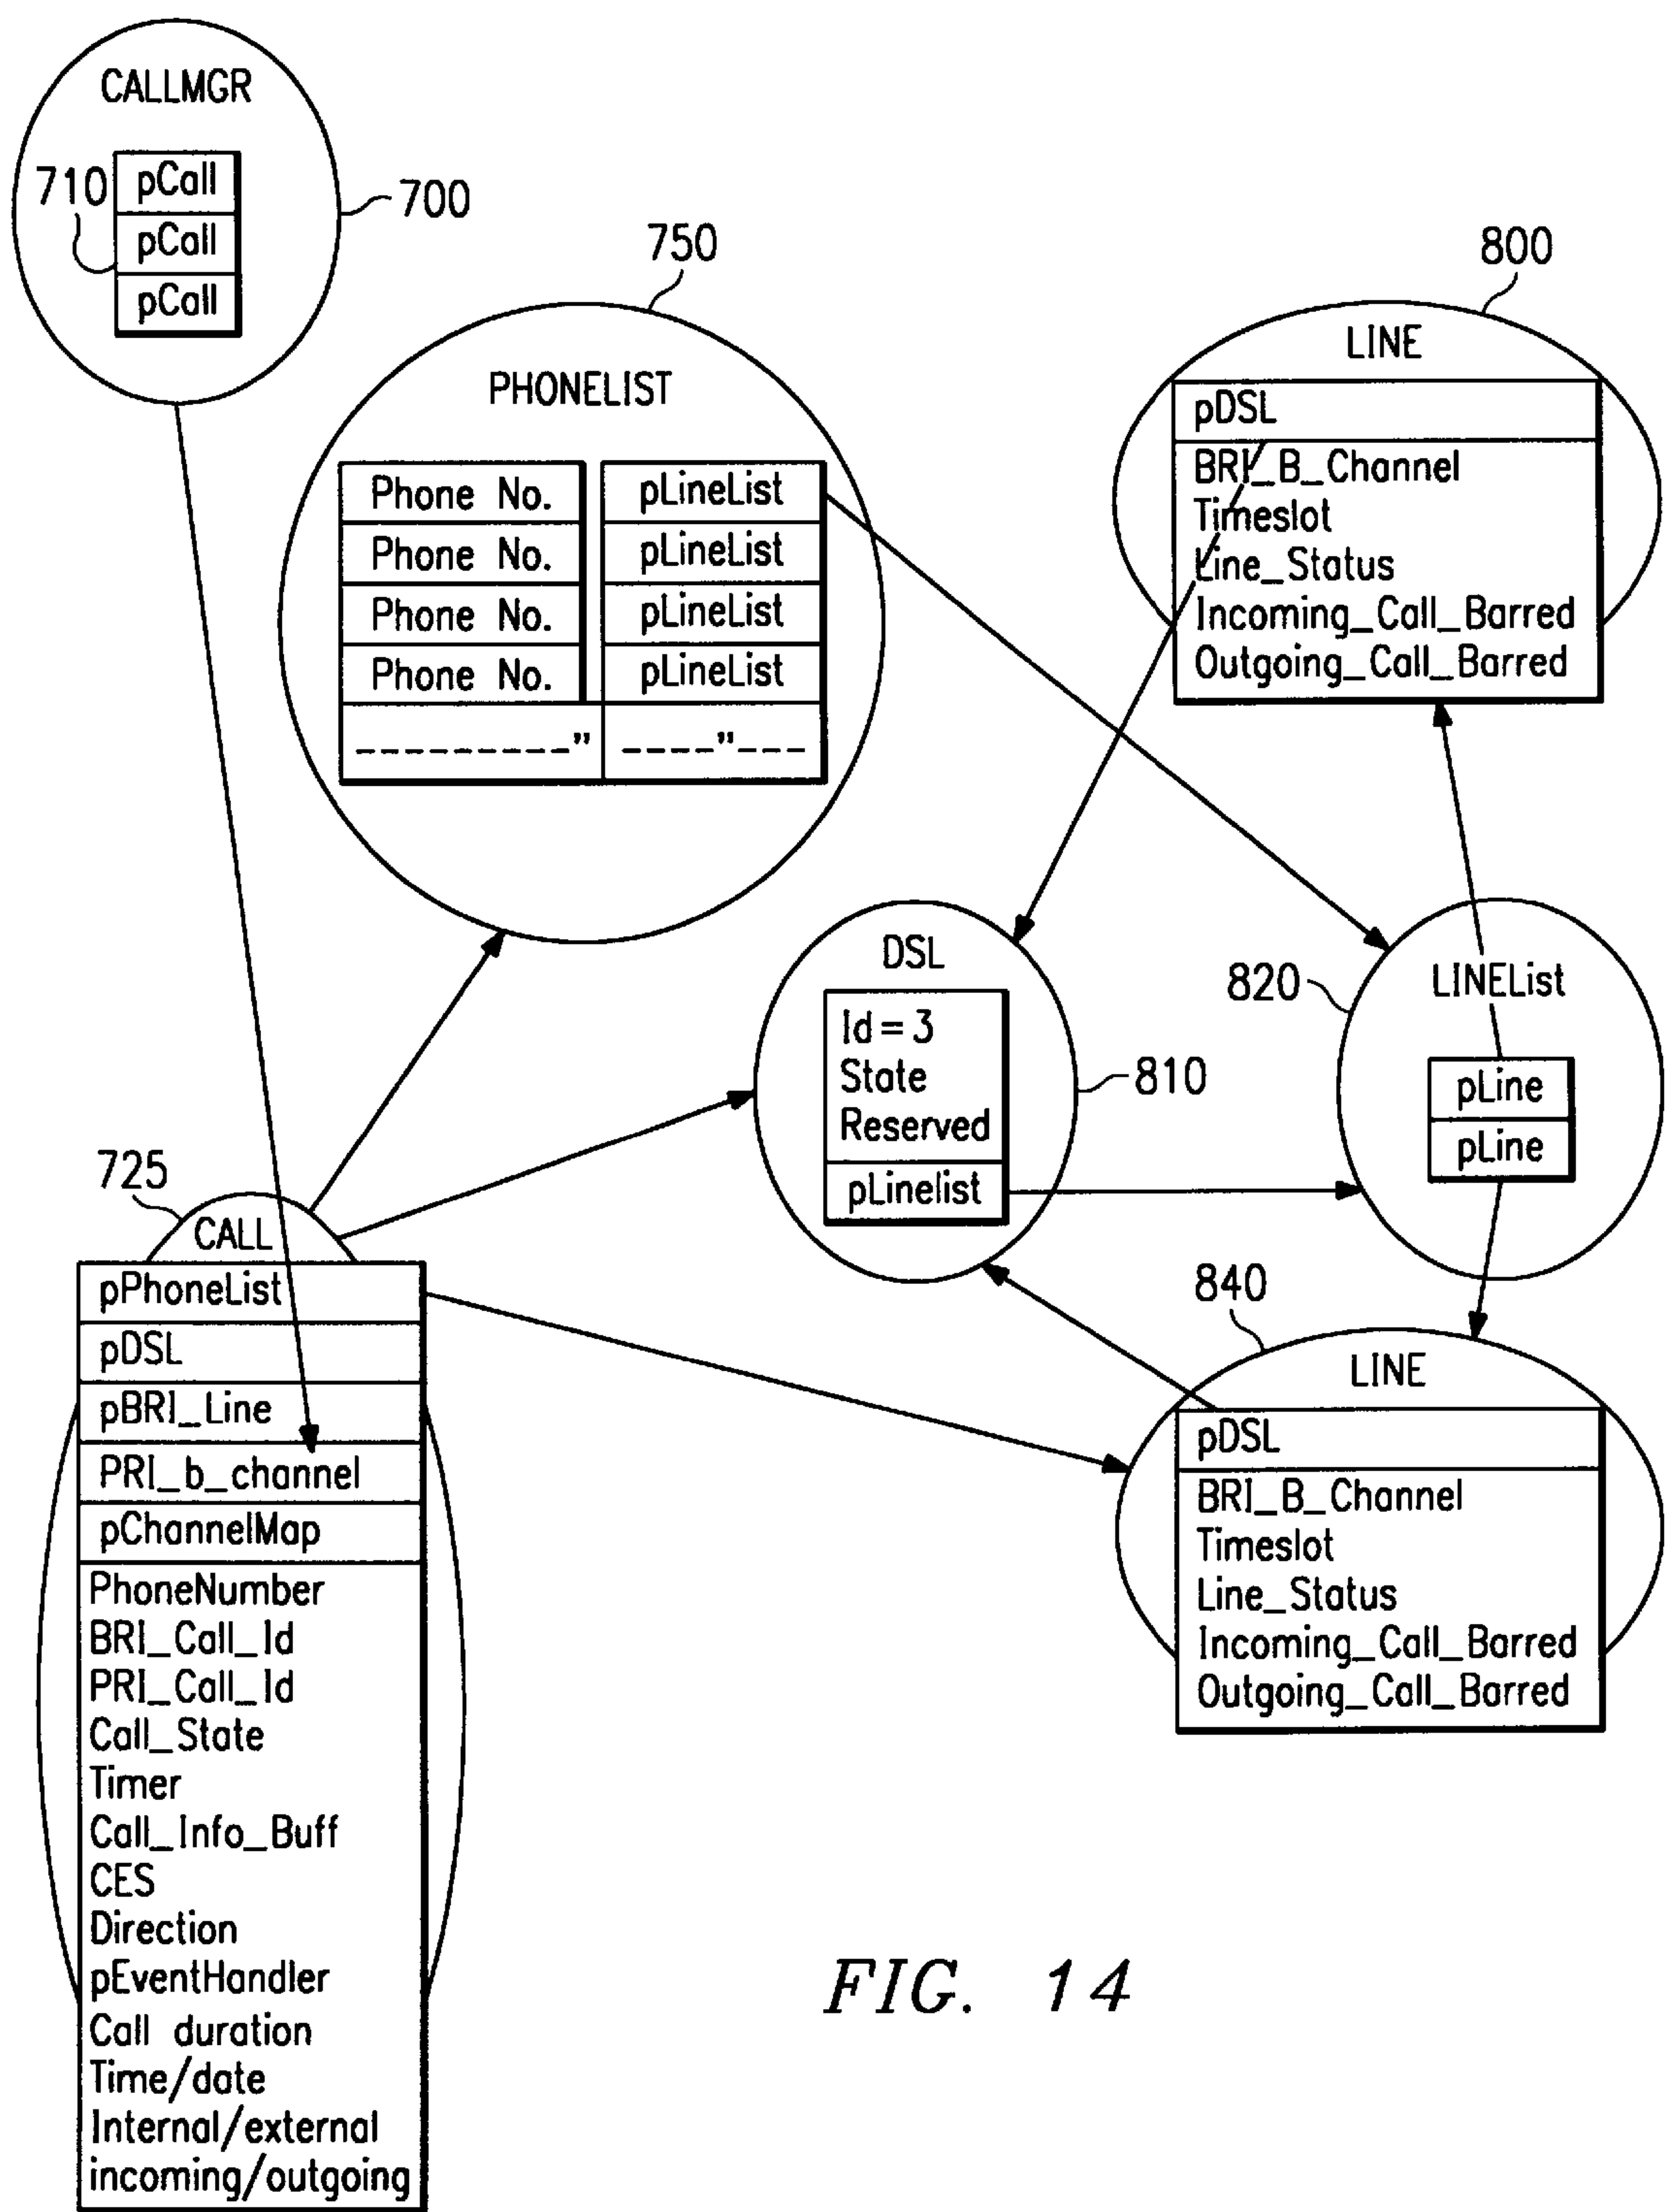 CALLMGR
710
pCall
pCall
pCall
700
750
PHONELIST
Phone No. pLineList
Phone No. pLineList
Phone No. pLineList
Phone No. pLineList
---------" ----"---
800
LINE
pDSL
BRI_B_Channel
Timeslot
Line_Status
Incoming_Call_Barred
Outgoing_Call_Barred
DSL
Id = 3
State
Reserved
pLinelist
810
820
LINEList
pLine
pLine
725
CALL
pPhoneList
pDSL
pBRI_Line
PRI_b_channel
pChannelMap
PhoneNumber
BRI_Call_Id
PRI_Call_Id
Call_State
Timer
Call_Info_Buff
CES
Direction
pEventHandler
Call duration
Time/date
Internal/external
incoming/outgoing
840
LINE
pDSL
BRI_B_Channel
Timeslot
Line_Status
Incoming_Call_Barred
Outgoing_Call_Barred
FIG. 14